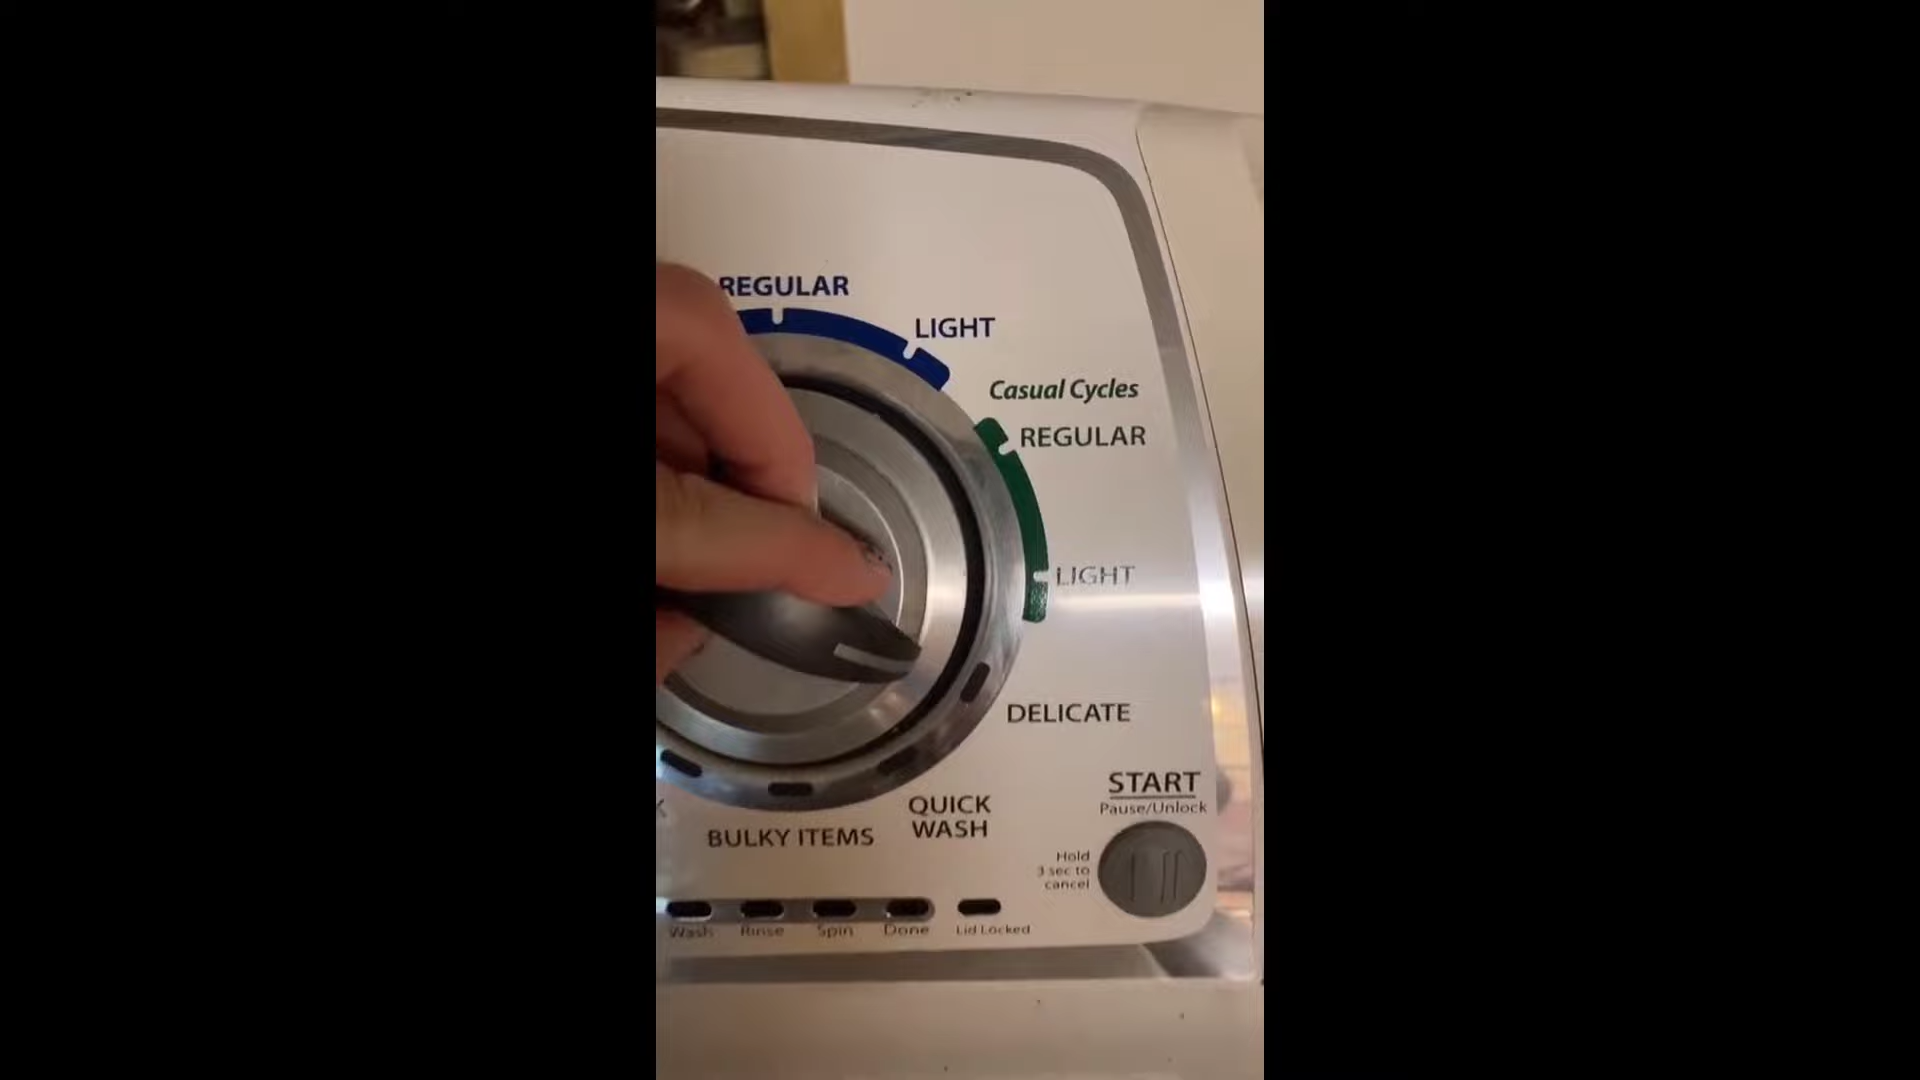 REGULAR
LIGHT
Casual Cycles
REGULAR
LIGHT
DELICATE
START
Pause/Unlock
QUICK
WASH
BULKY ITEMS
Hold
3 sec to
cancel
Wash
Rinse
Spin
Done
Lid Locked